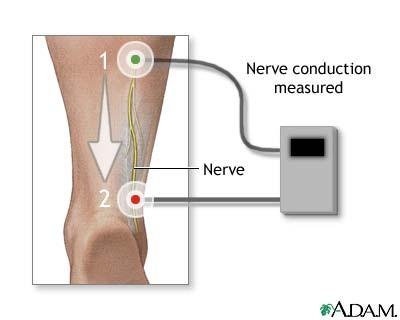 1
Nerve conduction
measured
Nerve
2
A.D.A.M.